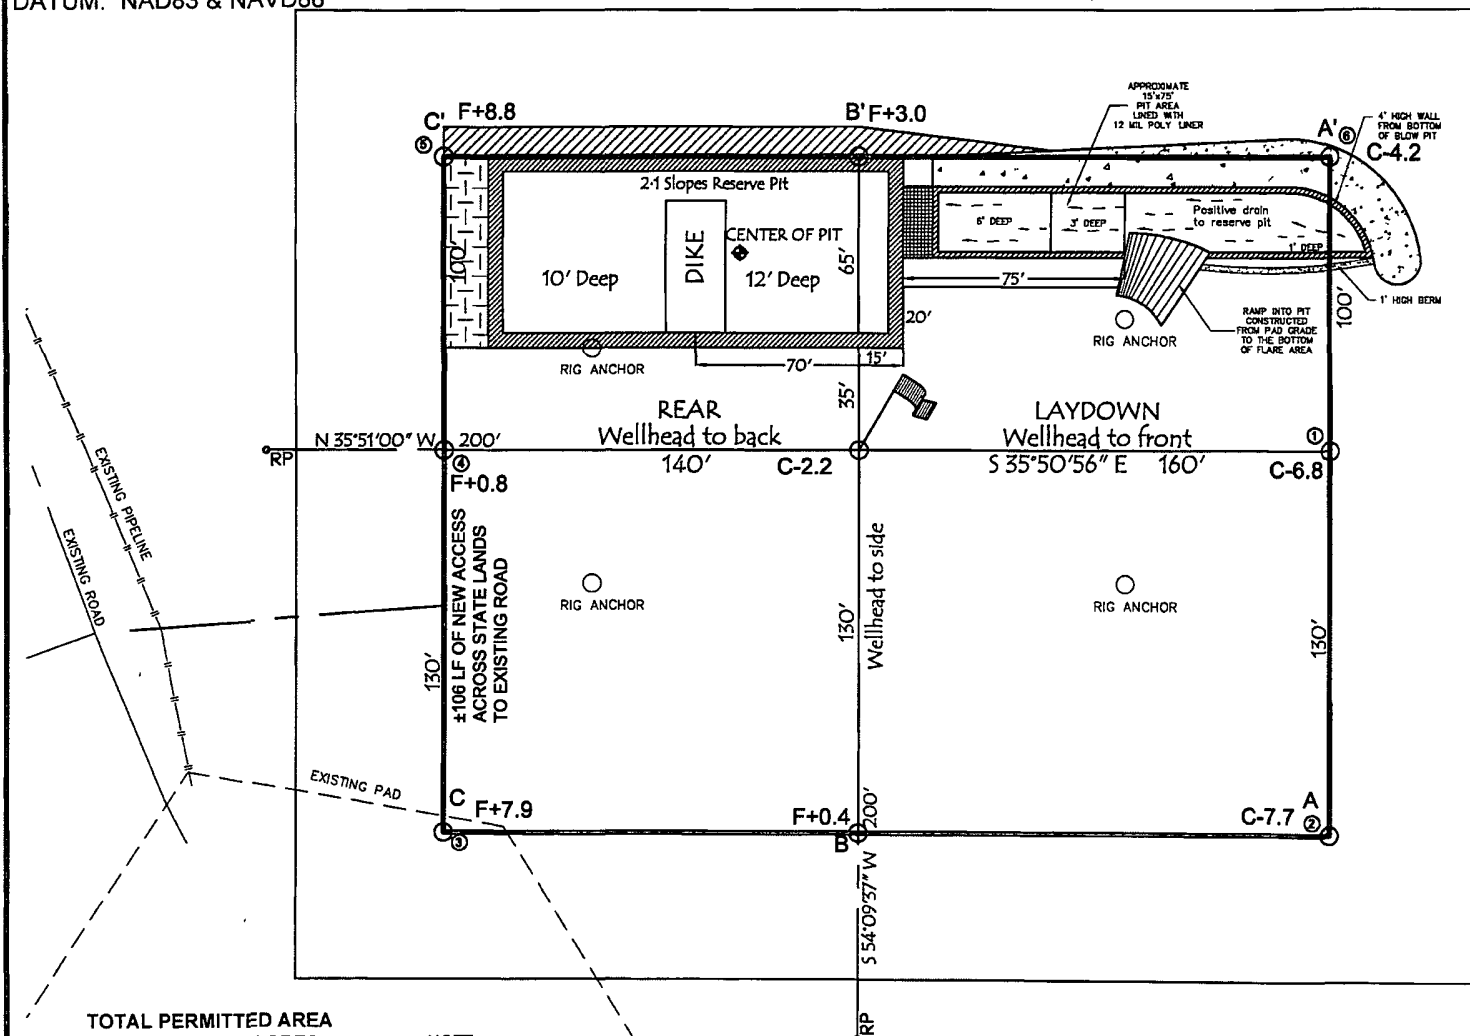 DATUM: NAD83 & NAVD88
C' F+8.8
B' F+3.0
APPROXIMATE
15'x75'
PIT AREA
LINED WITH
12 MIL POLY LINER
A' ⑥
C-4.2
4' HIGH WALL
FROM BOTTOM
OF BLOW PIT
⑤
2:1 Slopes Reserve Pit
DIKE
CENTER OF PIT
10' Deep
12' Deep
100'
65'
6' DEEP
3' DEEP
Positive drain
to reserve pit
1' DEEP
75'
1' HIGH BERM
100'
20'
RIG ANCHOR
RAMP INTO PIT
CONSTRUCTED
FROM PAD GRADE
TO THE BOTTOM
OF FLARE AREA
RIG ANCHOR
70'
15'
35'
REAR
Wellhead to back
140'
LAYDOWN
Wellhead to front
S 35°50'56" E 160'
①
C-6.8
C-2.2
RP
N 35°51'00" W 200'
④
F+0.8
EXISTING PIPELINE
EXISTING ROAD
±106 LF OF NEW ACCESS
ACROSS STATE LANDS
TO EXISTING ROAD
130'
RIG ANCHOR
130'
Wellhead to side
RIG ANCHOR
130'
EXISTING PAD
C F+7.9
③
F+0.4
B
200'
S 54°09'37" W
RP
A
C-7.7
②
TOTAL PERMITTED AREA